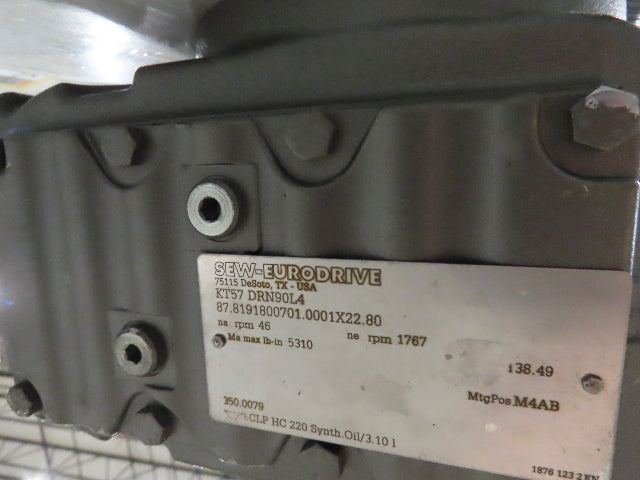 SEW-EURODRIVE
75115 DeSoto, TX - USA
KT57 DRN90L4
87.8191800701.0001X22.80
na rpm 46 ne rpm 1767
Ma max lb-in 5310
i 38.49
MtgPos. M4AB
350.0079
CLP HC 220 Synth.Oil/3.10 l
1876 123 2 EN